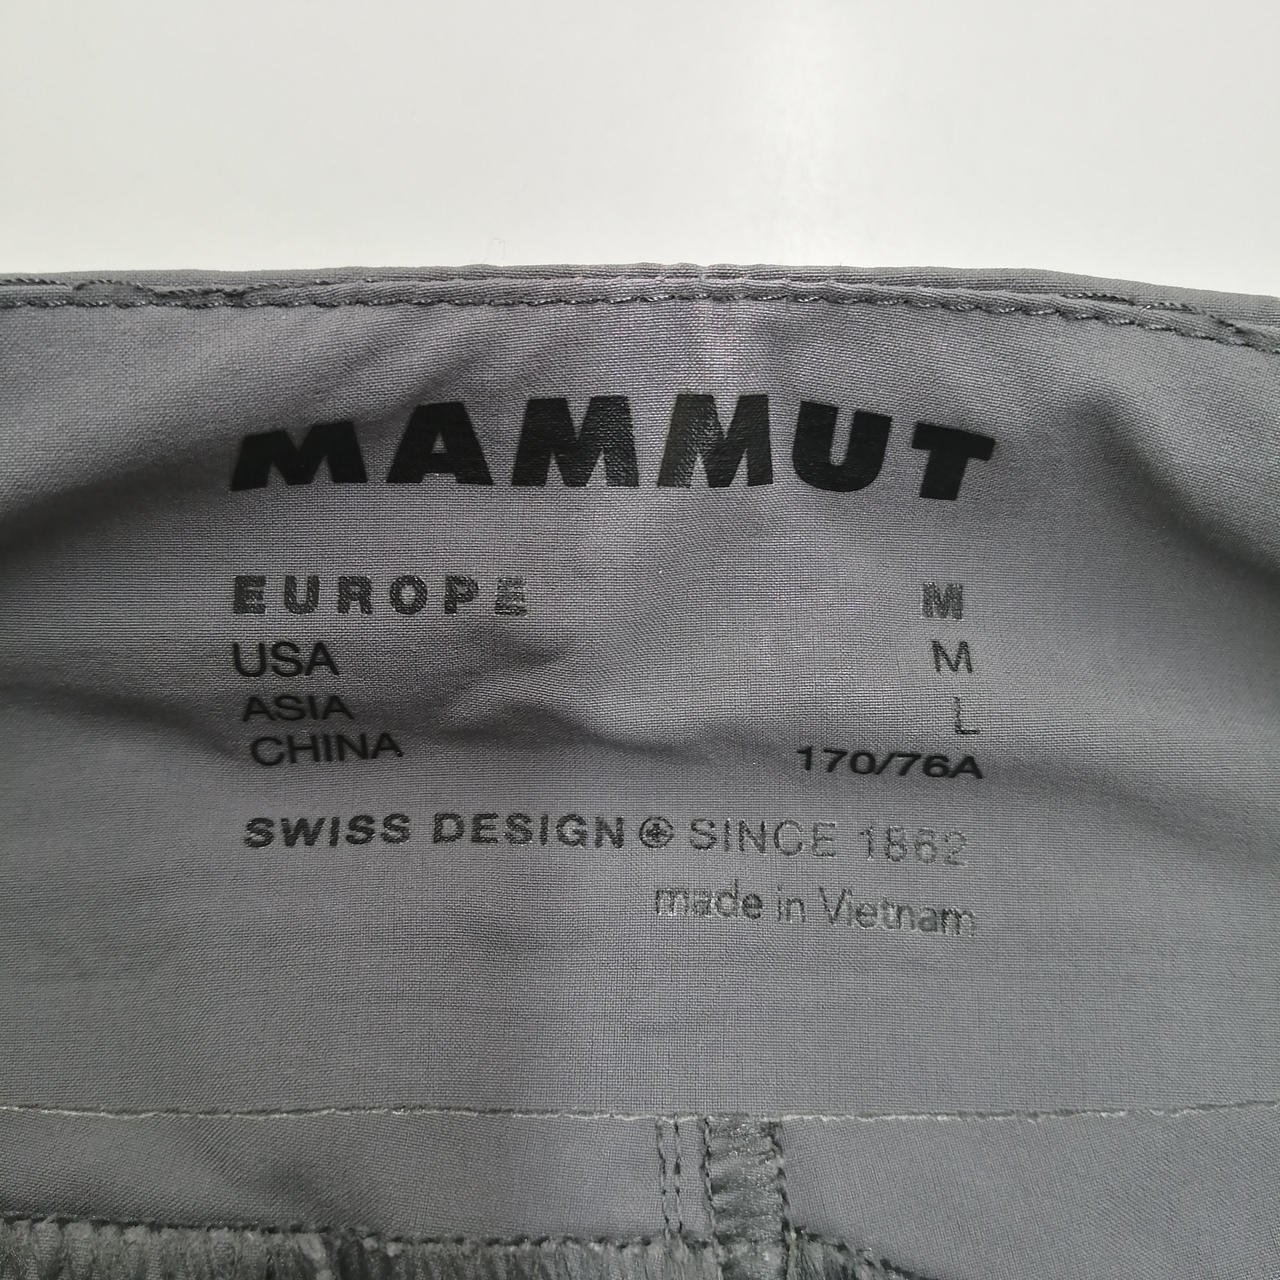 MAMMUT
EUROPE M
USA M
ASIA L
CHINA 170/76A
SWISS DESIGN SINCE 1862
made in Vietnam